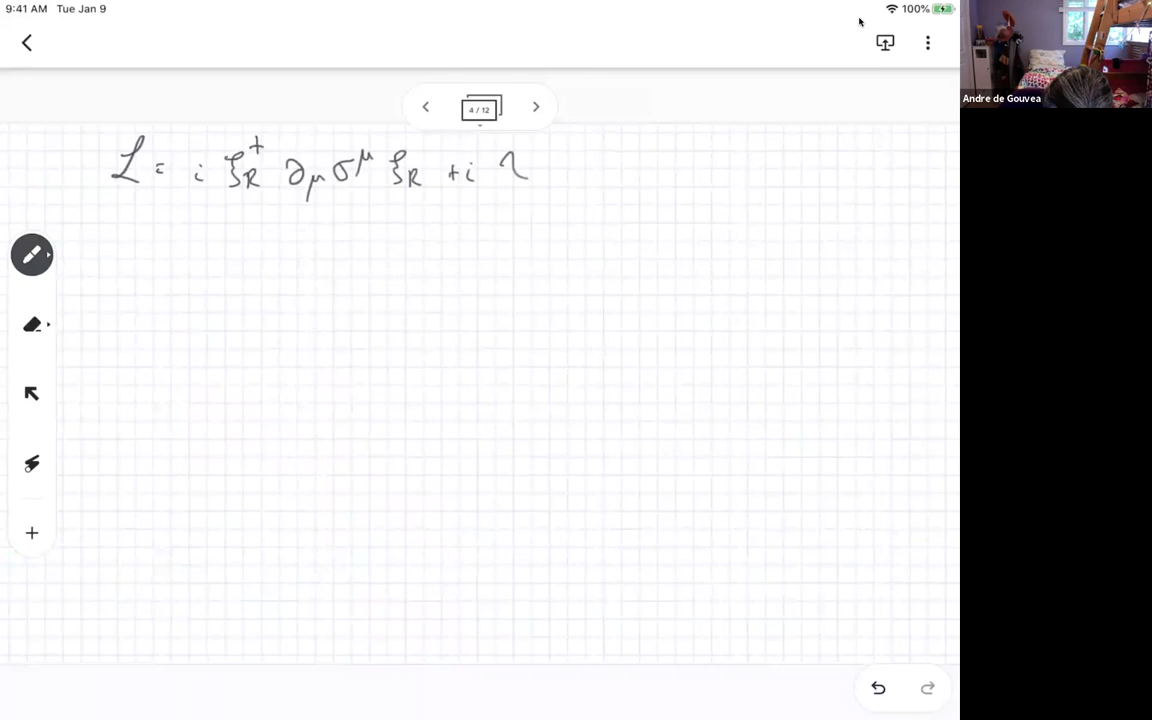 9:41 AM Tue Jan 9
100%
4 / 12
Andre de Gouvea
ℒ = i ξ_R^† ∂_μ σ^μ ξ_R + i η